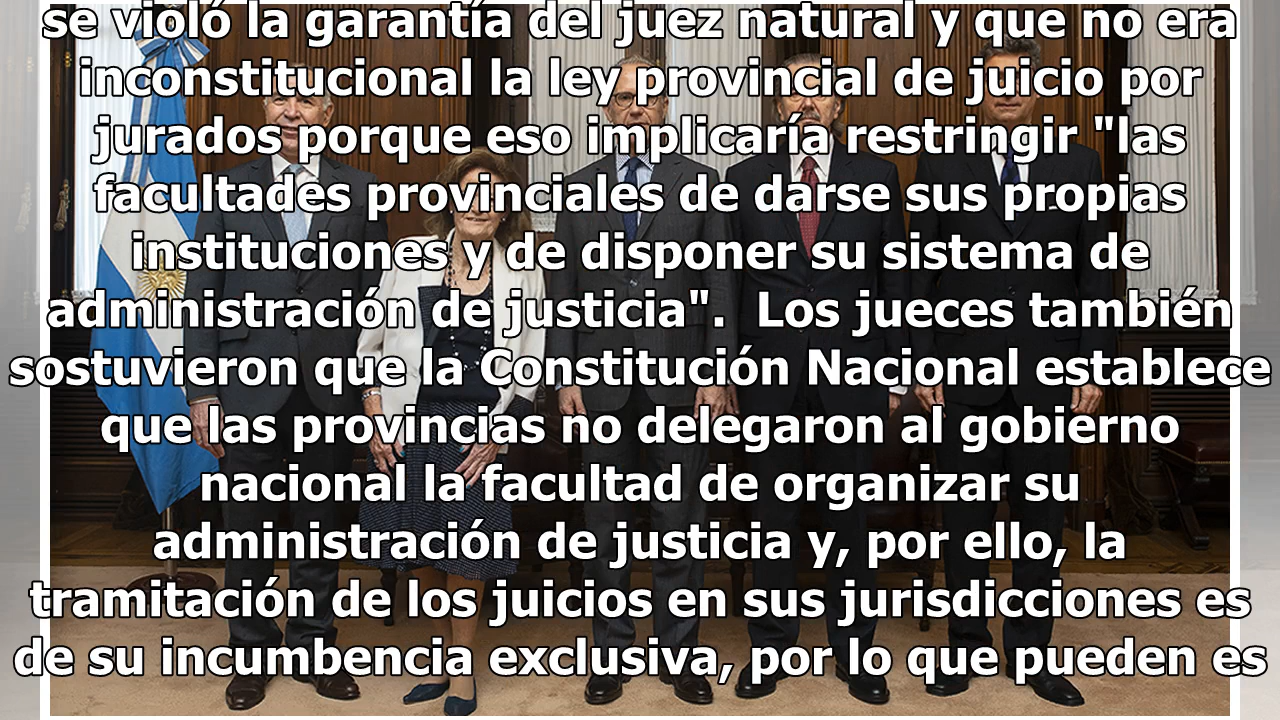 se violó la garantía del juez natural y que no era
inconstitucional la ley provincial de juicio por
jurados porque eso implicaría restringir "las
facultades provinciales de darse sus propias
instituciones y de disponer su sistema de
administración de justicia".  Los jueces también
sostuvieron que la Constitución Nacional establece
que las provincias no delegaron al gobierno
nacional la facultad de organizar su
administración de justicia y, por ello, la
tramitación de los juicios en sus jurisdicciones es
de su incumbencia exclusiva, por lo que pueden es